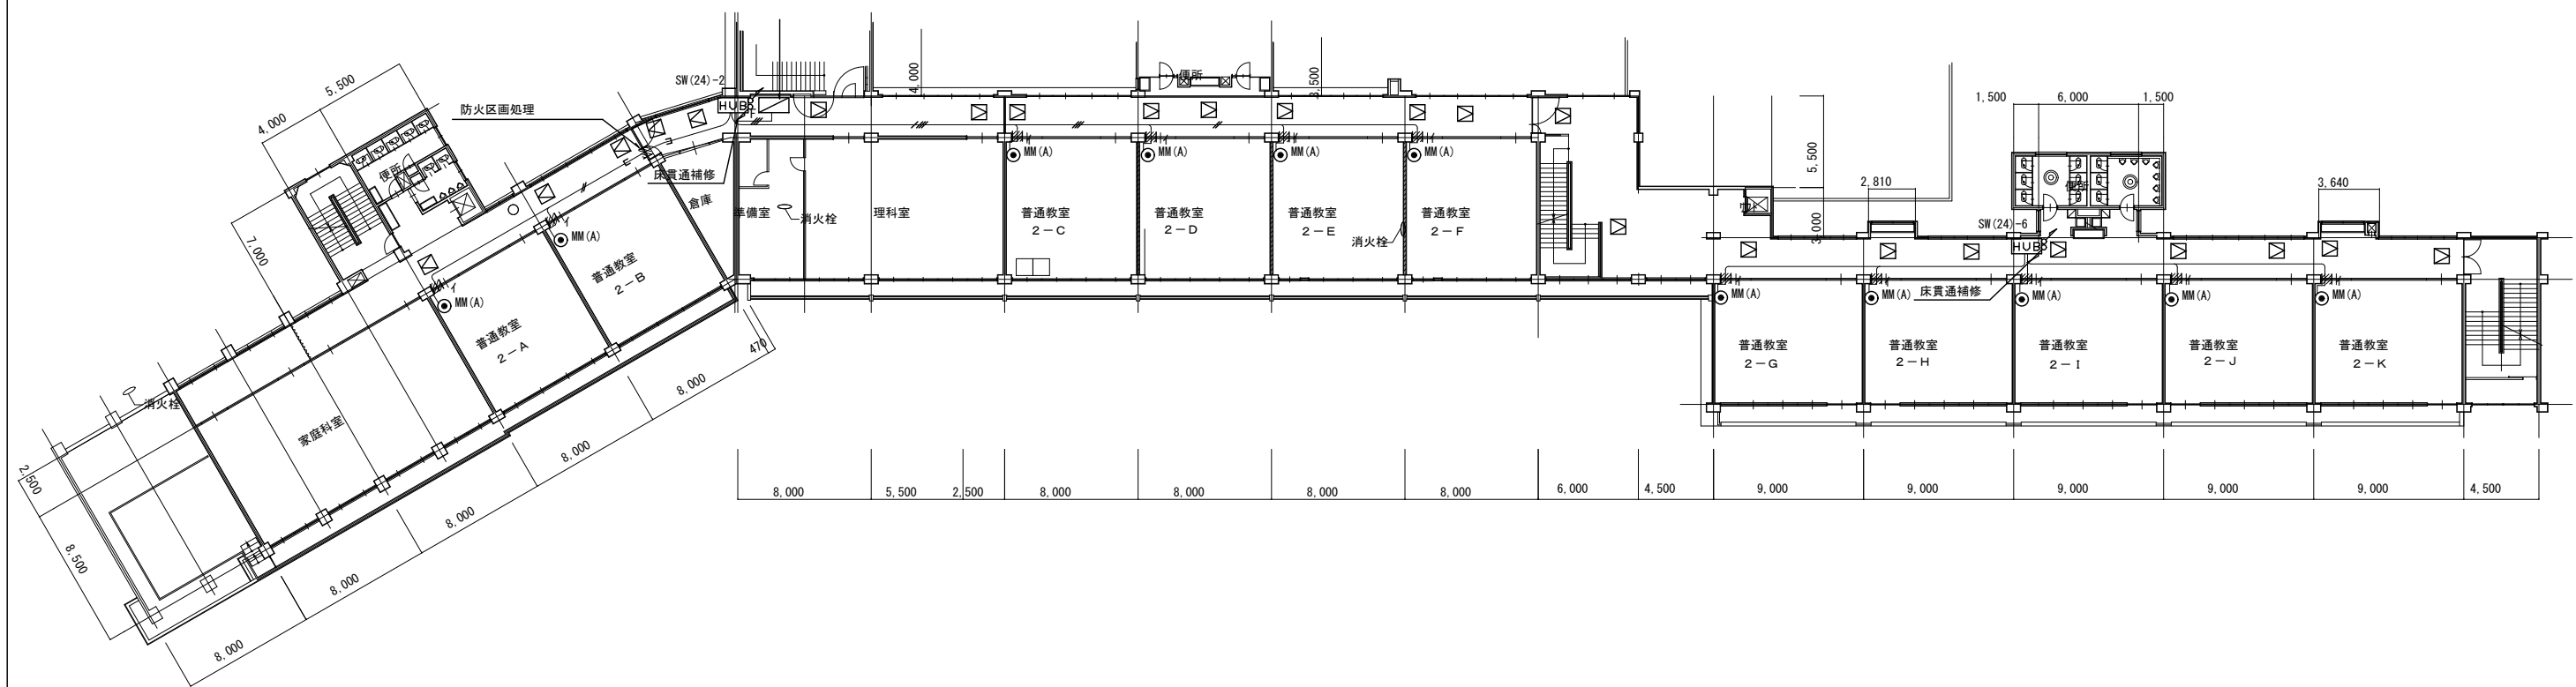 5,500
4,000
防火区画処理
SW(24)-2
HUB
床貫通補修
便所
7,000
倉庫
準備室
消火栓
理科室
4,000
便所
3,500
MM(A)
MM(A)
MM(A)
MM(A)
普通教室
2-C
普通教室
2-D
普通教室
2-E
消火栓
普通教室
2-F
MM(A)
普通教室
2-B
MM(A)
普通教室
2-A
家庭科室
消火栓
470
8,000
8,000
8,000
8,000
8,000
2,500
8,500
5,500
3,000
2,810
1,500
6,000
1,500
便所
3,640
SW(24)-6
HUB
床貫通補修
MM(A)
MM(A)
MM(A)
MM(A)
MM(A)
普通教室
2-G
普通教室
2-H
普通教室
2-I
普通教室
2-J
普通教室
2-K
8,000
5,500
2,500
8,000
8,000
8,000
8,000
6,000
4,500
9,000
9,000
9,000
9,000
9,000
4,500